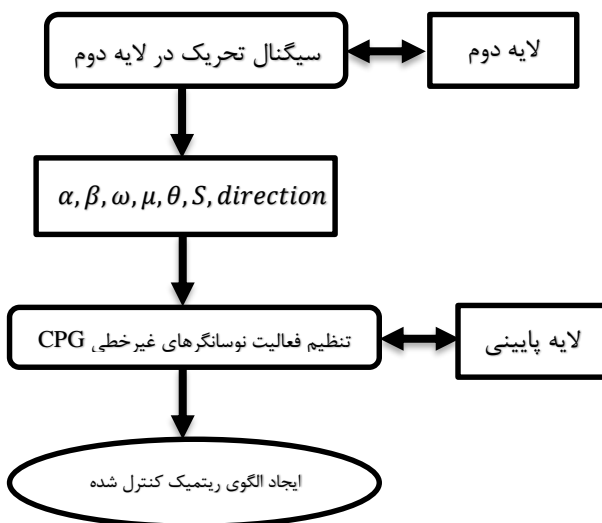 سیگنال تحریک در لایه دوم
لایه دوم
α, β, ω, μ, θ, S, direction
تنظیم فعالیت نوسانگرهای غیرخطی CPG
لایه پایینی
ایجاد الگوی ریتمیک کنترل شده